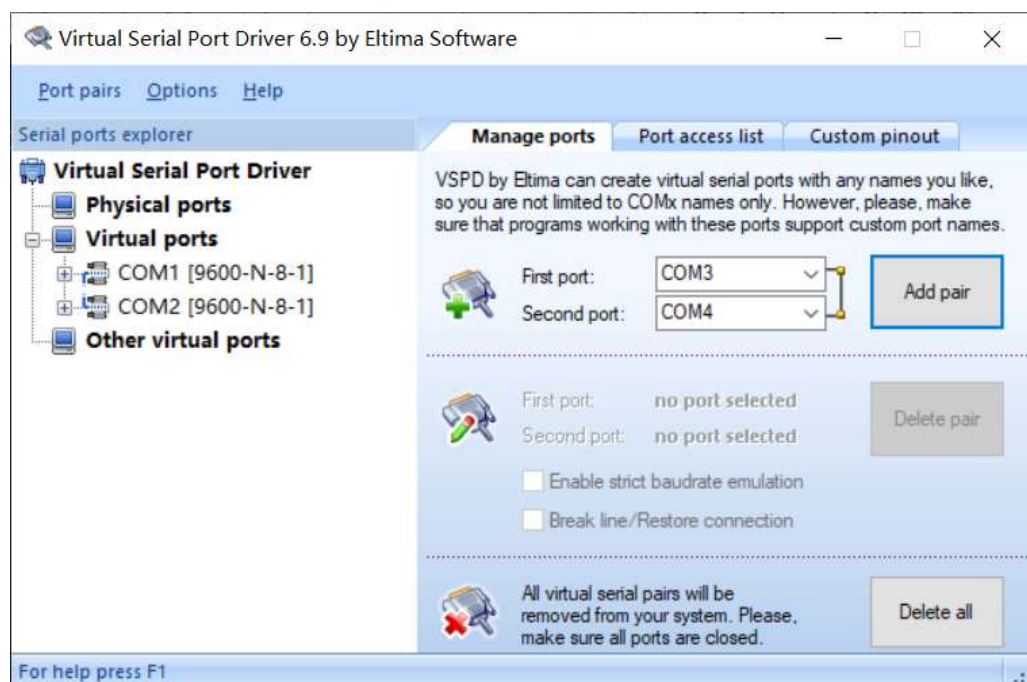 Virtual Serial Port Driver 6.9 by Eltima Software
Port pairs Options Help
Serial ports explorer
Virtual Serial Port Driver
Physical ports
Virtual ports
COM1 [9600-N-8-1]
COM2 [9600-N-8-1]
Other virtual ports
Manage ports Port access list Custom pinout
VSPD by Eltima can create virtual serial ports with any names you like,
so you are not limited to COMx names only. However, please, make
sure that programs working with these ports support custom port names.
First port: COM3
Second port: COM4
Add pair
First port: no port selected
Second port: no port selected
Delete pair
Enable strict baudrate emulation
Break line/Restore connection
All virtual serial pairs will be
removed from your system. Please,
make sure all ports are closed.
Delete all
For help press F1